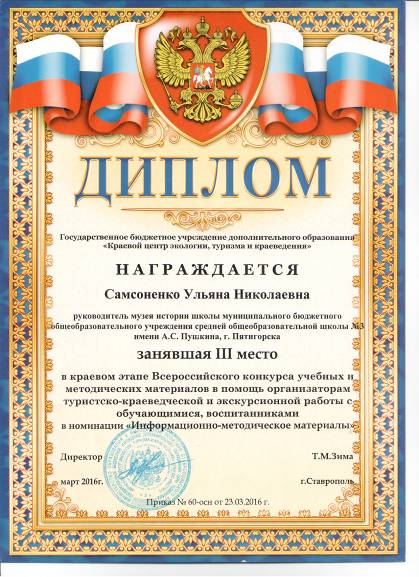 ДИПЛОМ
Государственное бюджетное учреждение дополнительного образования
«Краевой центр экологии, туризма и краеведения»
НАГРАЖДАЕТСЯ
Самсоненко Ульяна Николаевна
руководитель музея истории школы муниципального бюджетного
общеобразовательного учреждения средней общеобразовательной школы №3
имени А.С. Пушкина, г. Пятигорска
занявшая III место
в краевом этапе Всероссийского конкурса учебных и
методических материалов в помощь организаторам
туристско-краеведческой и экскурсионной работы с
обучающимися, воспитанниками
в номинации «Информационно-методическое материалы»
Директор Т.М.Зима
март 2016г. г.Ставрополь
Приказ № 60-осн от 23.03.2016 г.